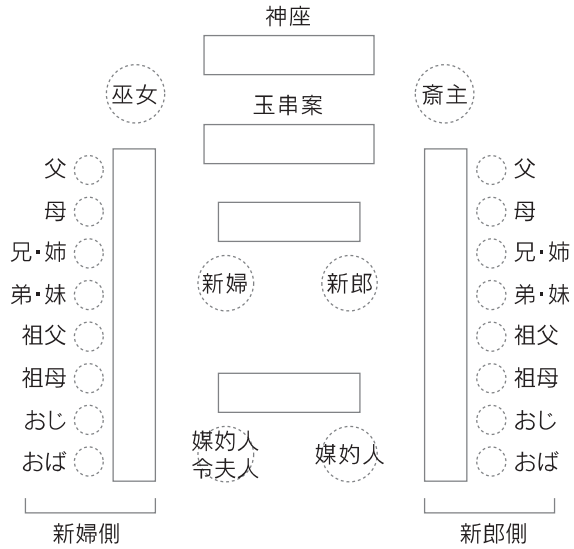 神座
巫女
斎主
玉串案
父
母
兄・姉
弟・妹
祖父
祖母
おじ
おば
新婦
新郎
媒妁人
令夫人
媒妁人
父
母
兄・姉
弟・妹
祖父
祖母
おじ
おば
新婦側
新郎側